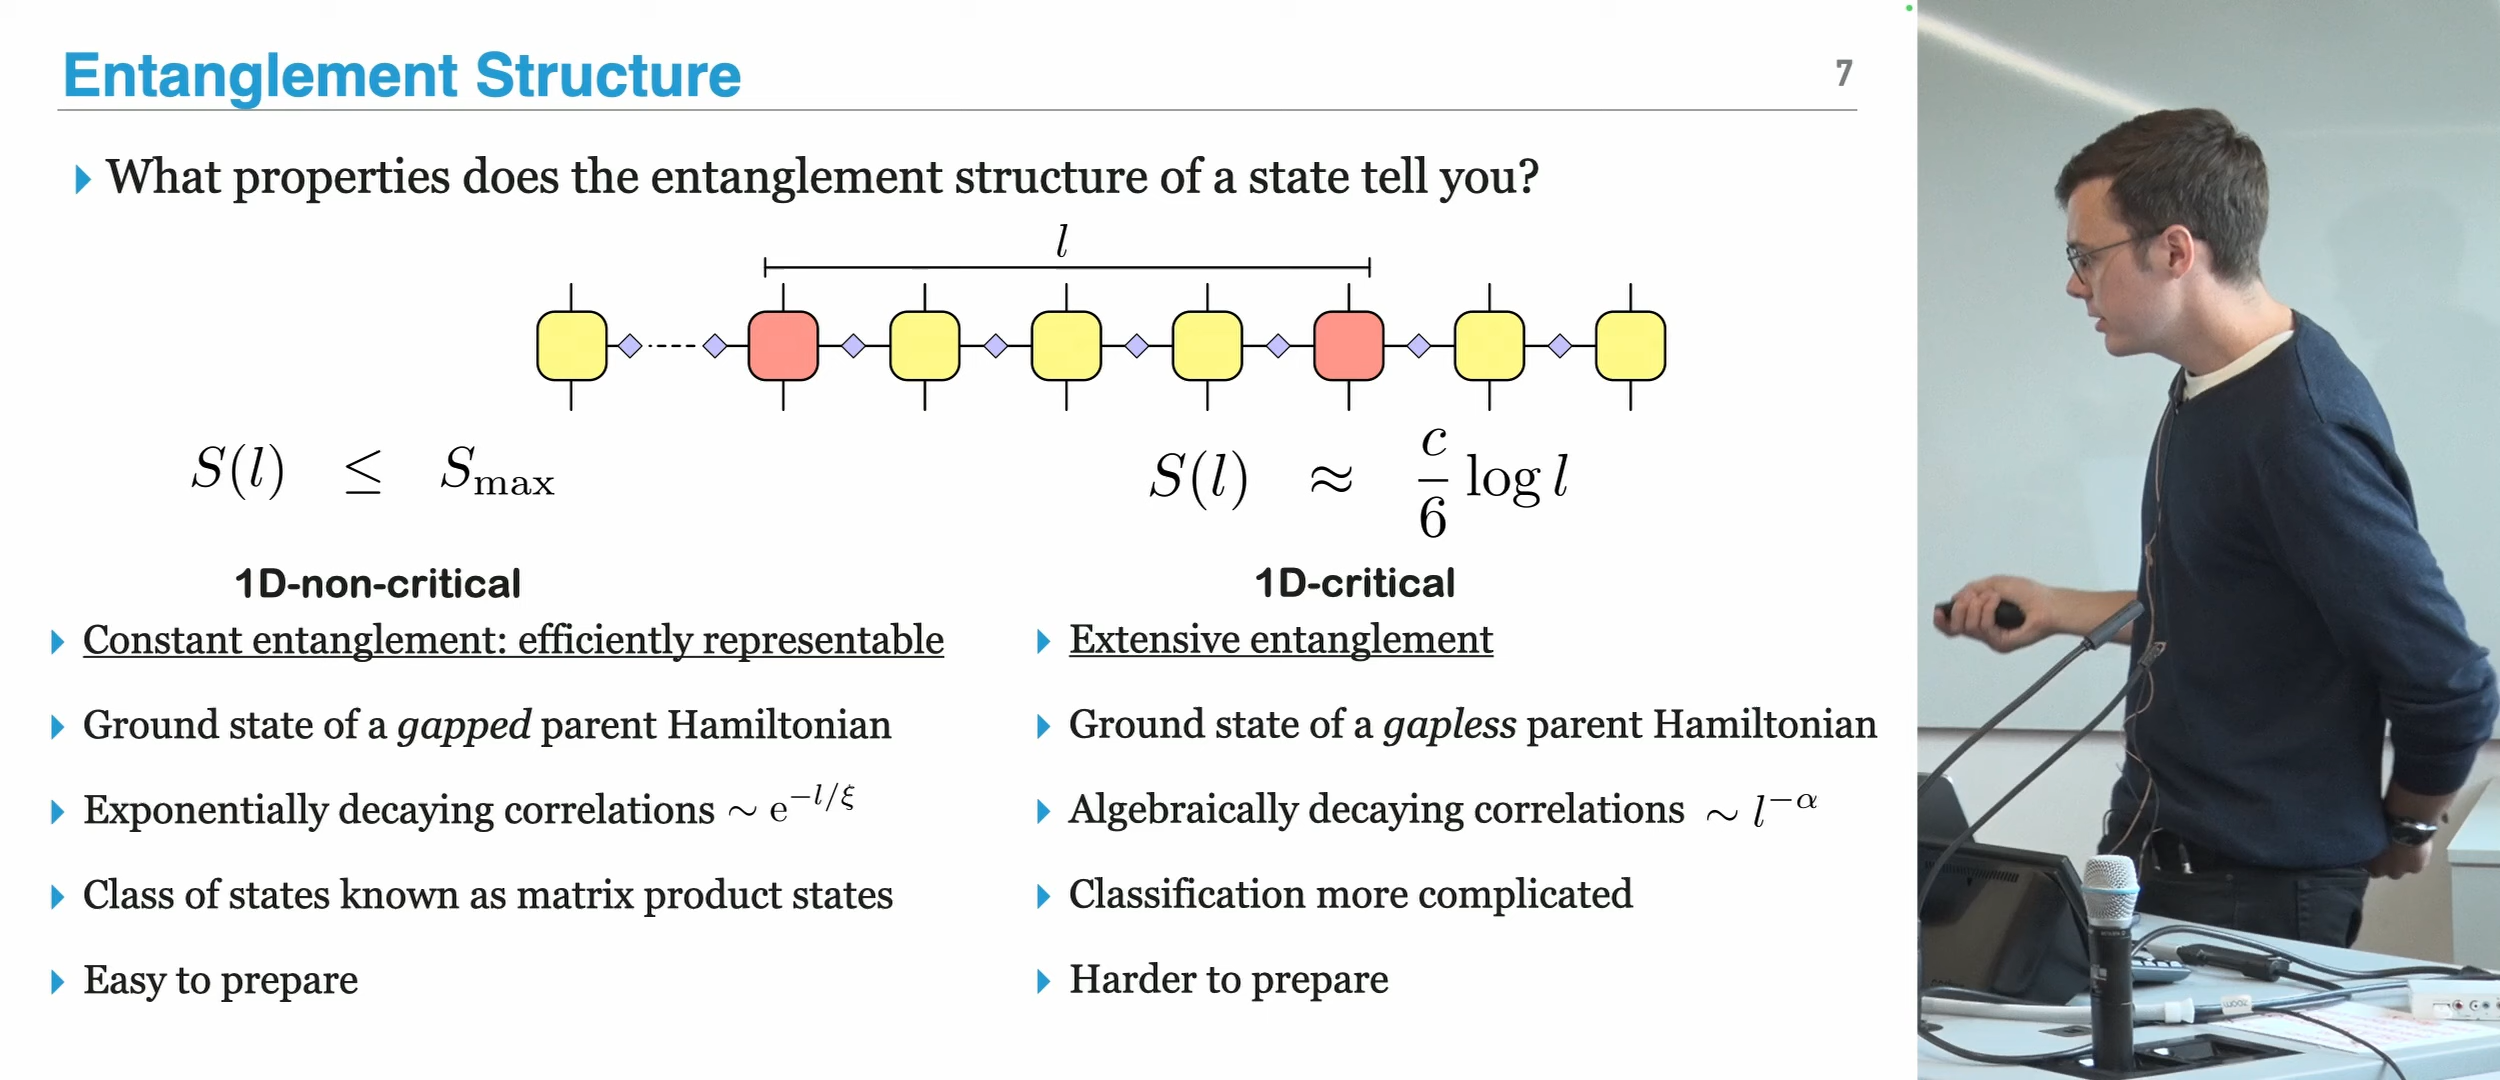 Entanglement Structure
7
What properties does the entanglement structure of a state tell you?
l
S(l) ≤ S_max
S(l) ≈ c/6 log l
1D-non-critical
Constant entanglement: efficiently representable
Ground state of a gapped parent Hamiltonian
Exponentially decaying correlations ~ e^{-l/ξ}
Class of states known as matrix product states
Easy to prepare
1D-critical
Extensive entanglement
Ground state of a gapless parent Hamiltonian
Algebraically decaying correlations ~ l^{-α}
Classification more complicated
Harder to prepare